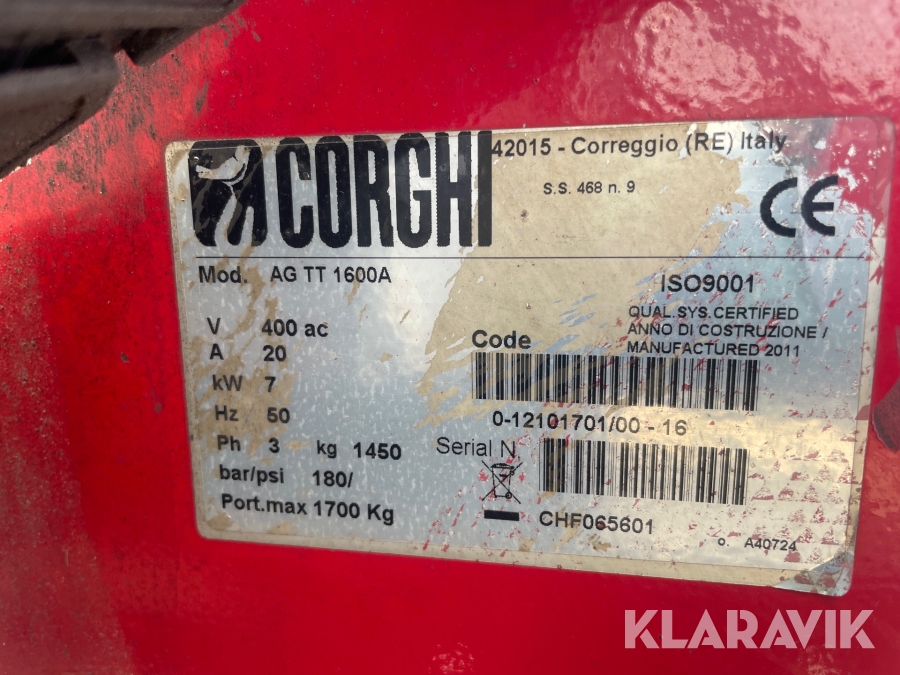 CORGHI
42015 - Correggio (RE) Italy
S.S. 468 n. 9
CE
Mod. AG TT 1600A
V 400 ac
A 20
kW 7
Hz 50
Ph 3 kg 1450
bar/psi 180/
Port.max 1700 Kg
ISO9001
QUAL.SYS.CERTIFIED
ANNO DI COSTRUZIONE /
MANUFACTURED 2011
Code
0-12101701/00 - 16
Serial N
CHF065601
o. A40724
KLARAVIK